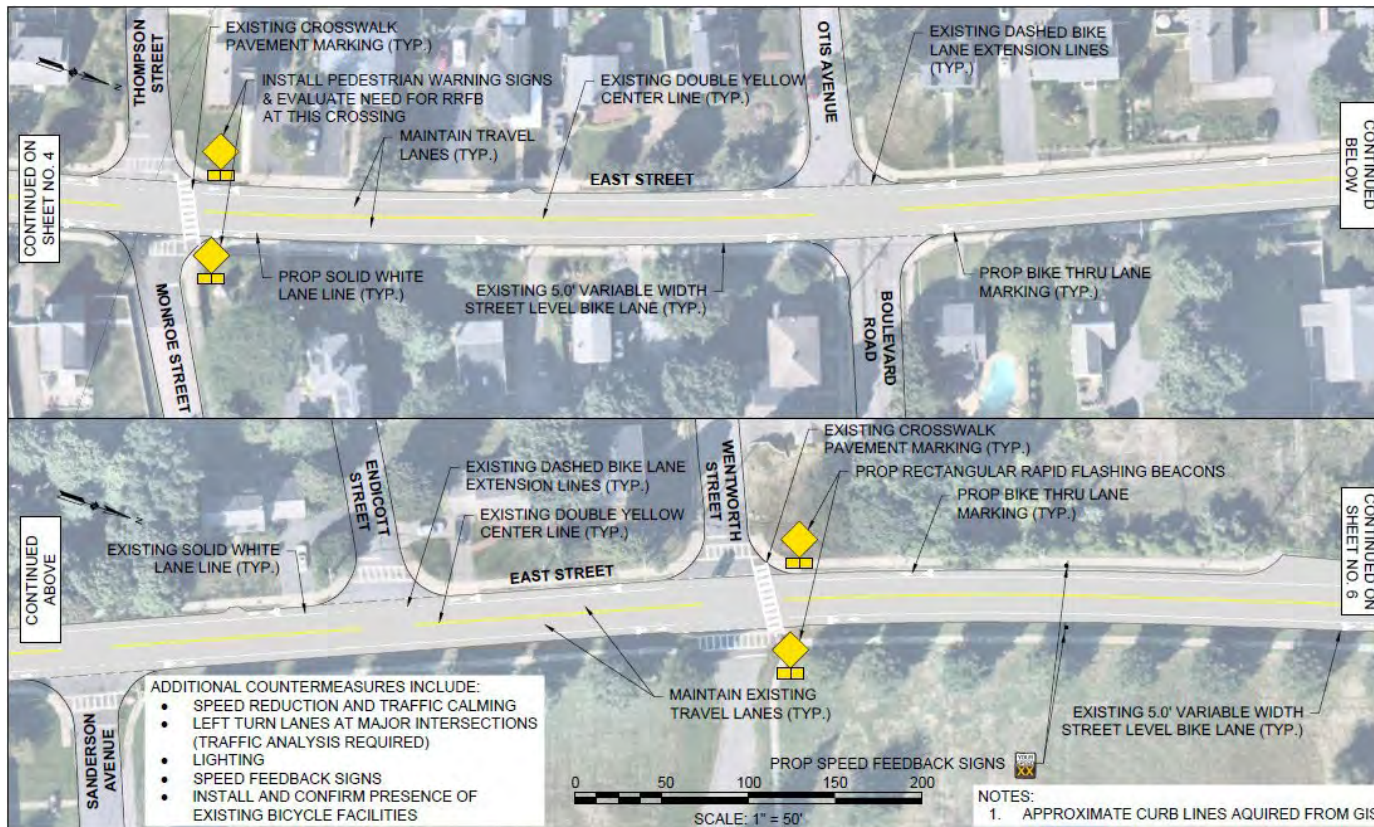 EXISTING CROSSWALK
PAVEMENT MARKING (TYP.)
THOMPSON
STREET
INSTALL PEDESTRIAN WARNING SIGNS
& EVALUATE NEED FOR RRFB
AT THIS CROSSING
MAINTAIN TRAVEL
LANES (TYP.)
EXISTING DOUBLE YELLOW
CENTER LINE (TYP.)
OTIS AVENUE
EXISTING DASHED BIKE
LANE EXTENSION LINES
(TYP.)
N
CONTINUED ON
SHEET NO. 4
EAST STREET
CONTINUED
BELOW
PROP SOLID WHITE
LANE LINE (TYP.)
MONROE STREET
EXISTING 5.0' VARIABLE WIDTH
STREET LEVEL BIKE LANE (TYP.)
BOULEVARD
ROAD
PROP BIKE THRU LANE
MARKING (TYP.)
ENDICOTT
STREET
EXISTING DASHED BIKE LANE
EXTENSION LINES (TYP.)
EXISTING DOUBLE YELLOW
CENTER LINE (TYP.)
WENTWORTH
STREET
EXISTING CROSSWALK
PAVEMENT MARKING (TYP.)
PROP RECTANGULAR RAPID FLASHING BEACONS
PROP BIKE THRU LANE
MARKING (TYP.)
N
CONTINUED
ABOVE
EXISTING SOLID WHITE
LANE LINE (TYP.)
EAST STREET
CONTINUED ON
SHEET NO. 6
SANDERSON
AVENUE
ADDITIONAL COUNTERMEASURES INCLUDE:
• SPEED REDUCTION AND TRAFFIC CALMING
• LEFT TURN LANES AT MAJOR INTERSECTIONS
(TRAFFIC ANALYSIS REQUIRED)
• LIGHTING
• SPEED FEEDBACK SIGNS
• INSTALL AND CONFIRM PRESENCE OF
EXISTING BICYCLE FACILITIES
MAINTAIN EXISTING
TRAVEL LANES (TYP.)
EXISTING 5.0' VARIABLE WIDTH
STREET LEVEL BIKE LANE (TYP.)
PROP SPEED FEEDBACK SIGNS
YOUR
XX
0 50 100 150 200
SCALE: 1" = 50'
NOTES:
1. APPROXIMATE CURB LINES AQUIRED FROM GIS